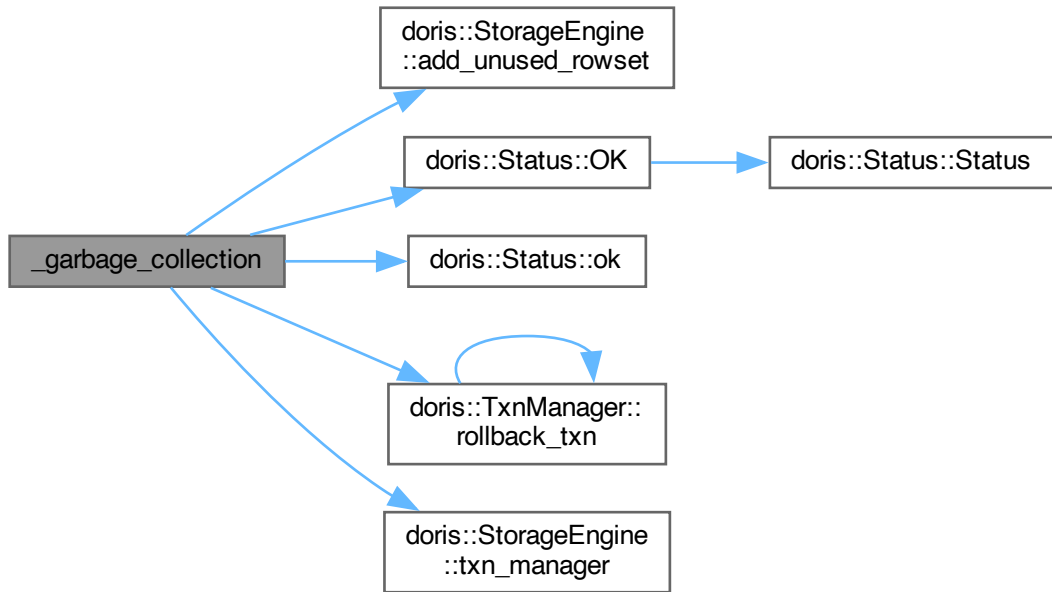 doris::StorageEngine
::add_unused_rowset
doris::Status::OK
doris::Status::Status
_garbage_collection
doris::Status::ok
doris::TxnManager::
rollback_txn
doris::StorageEngine
::txn_manager